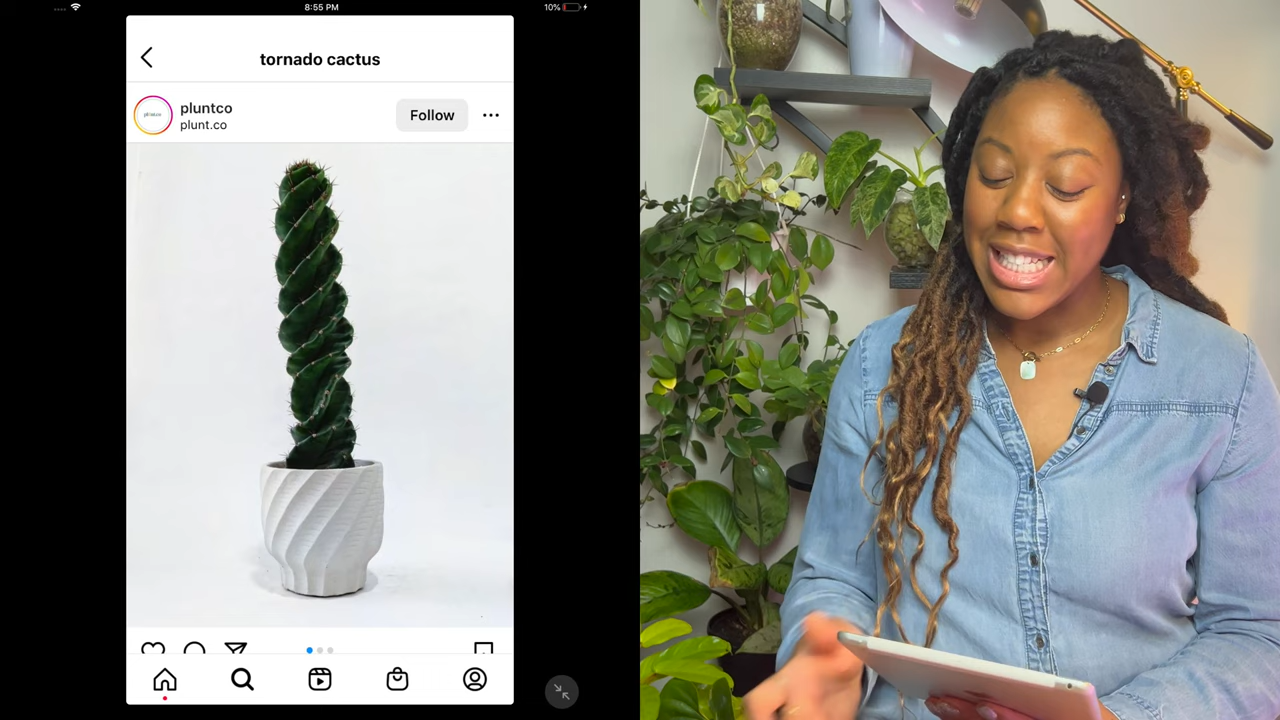 8:55 PM
10%
tornado cactus
pluntco
plunt.co
Follow